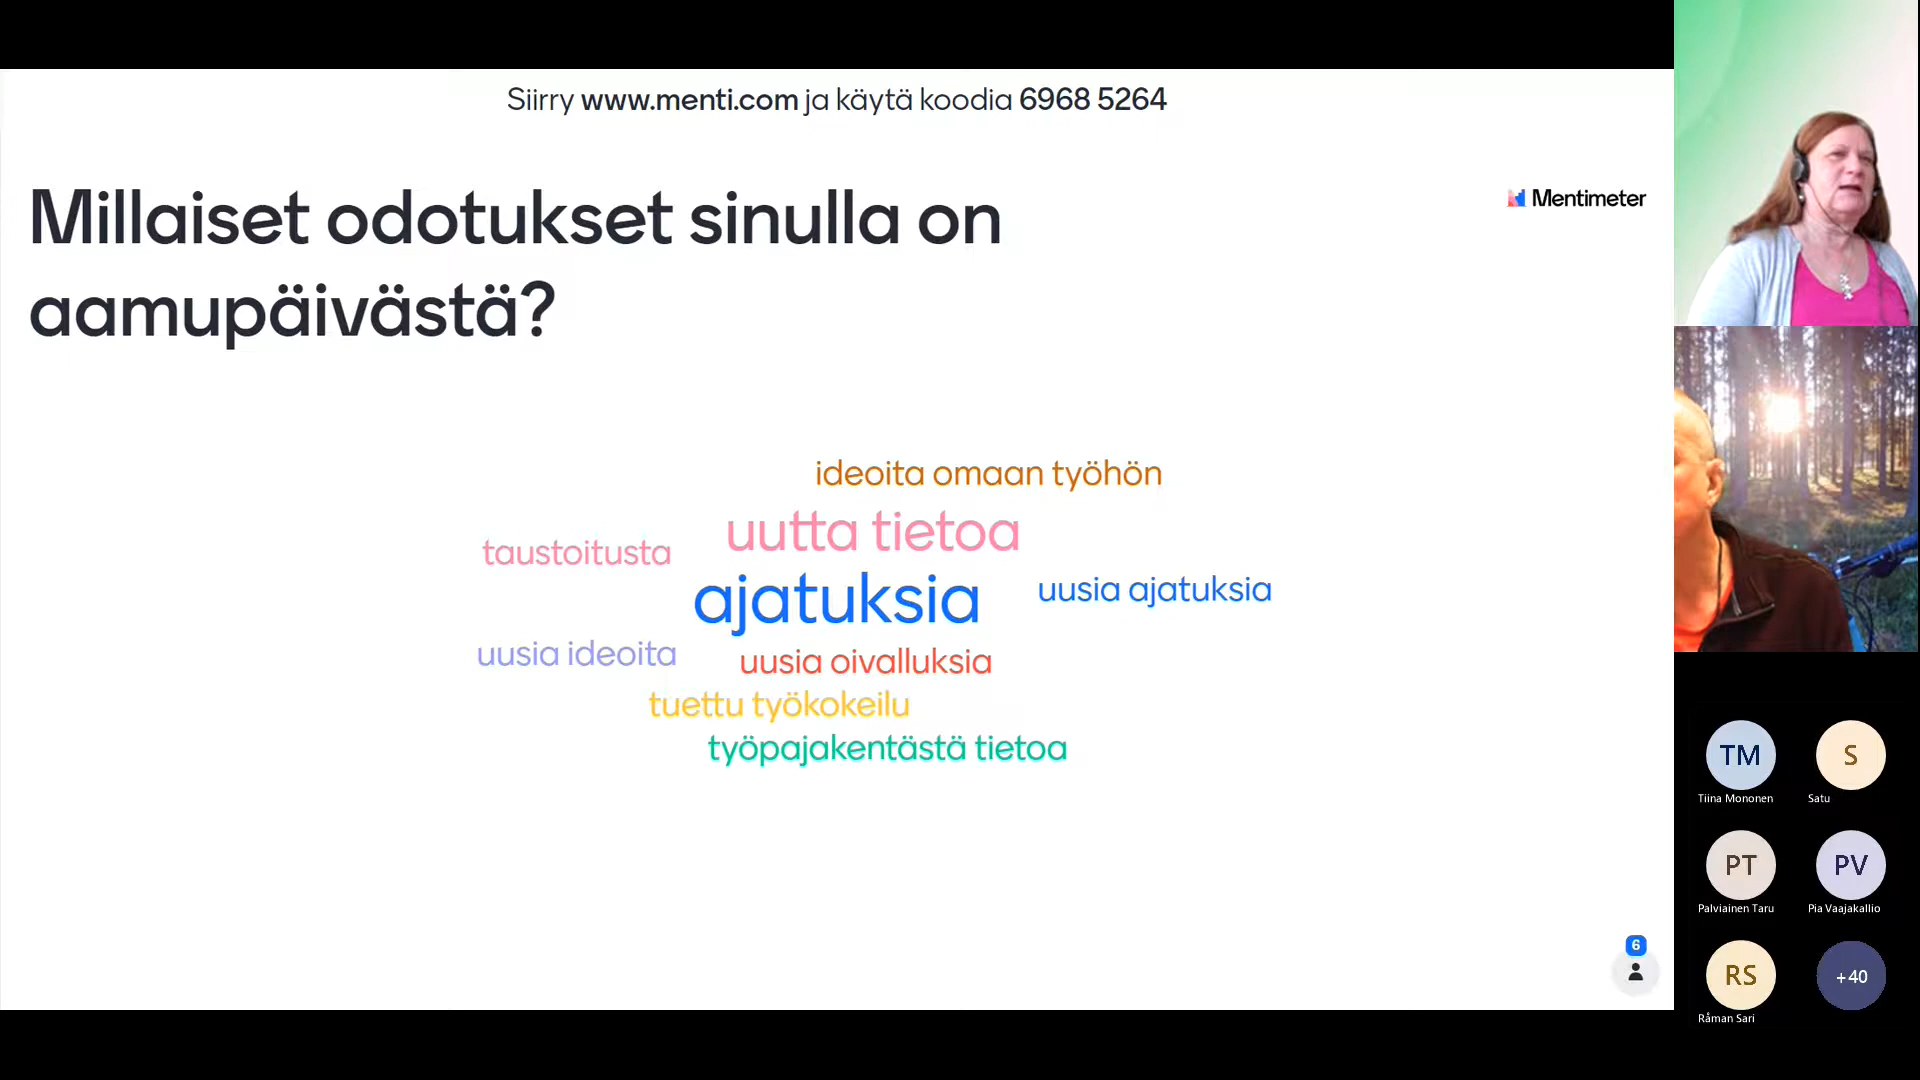 Siirry www.menti.com ja käytä koodia 6968 5264
Millaiset odotukset sinulla on
aamupäivästä?
Mentimeter
ideoita omaan työhön
uutta tietoa
taustoitusta
ajatuksia
uusia ajatuksia
uusia ideoita
uusia oivalluksia
tuettu työkokeilu
työpajakentästä tietoa
6
TM
S
Tiina Mononen
Satu
PT
PV
Palviainen Taru
Pia Vaajakallio
RS
+40
Råman Sari